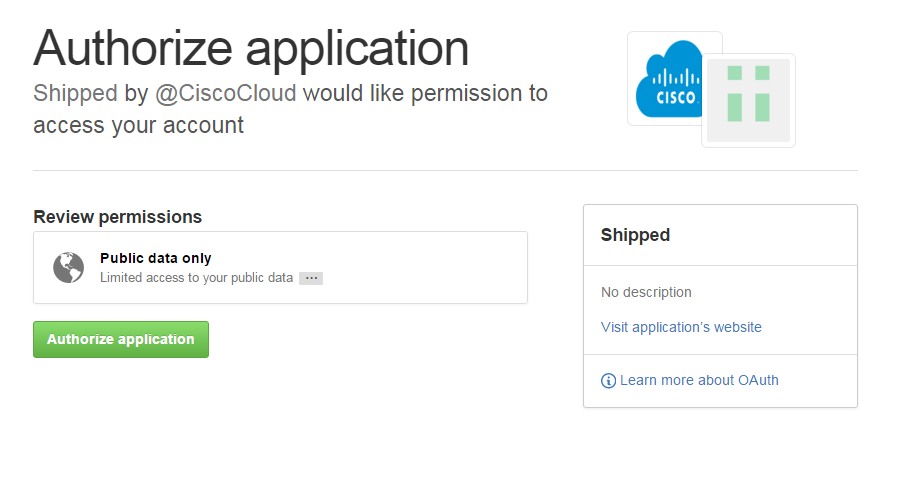 Authorize application
Shipped by @CiscoCloud would like permission to
access your account
CISCO.
Review permissions
Public data only
Limited access to your public data ...
Authorize application
Shipped
No description
Visit application's website
Learn more about OAuth